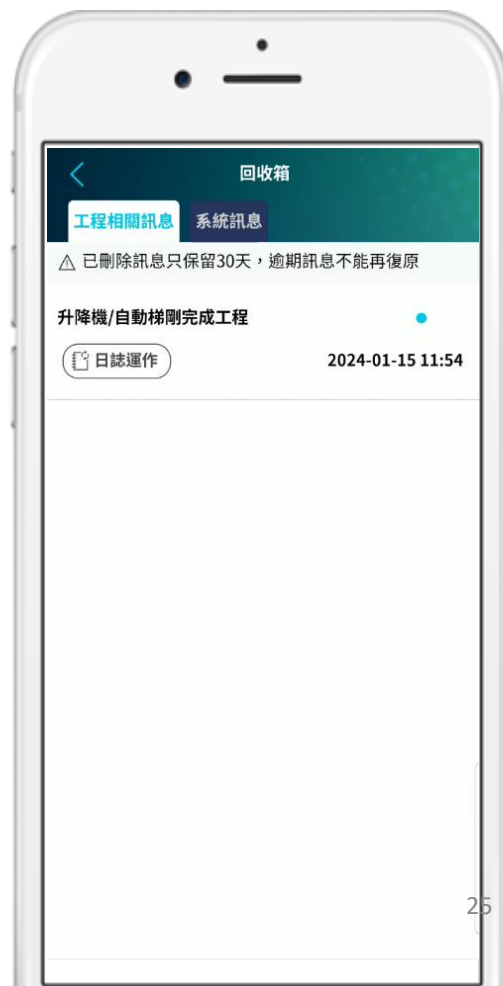 回收箱
工程相關訊息 系統訊息
已刪除訊息只保留30天，逾期訊息不能再復原
升降機/自動梯剛完成工程
日誌運作 2024-01-15 11:54
25